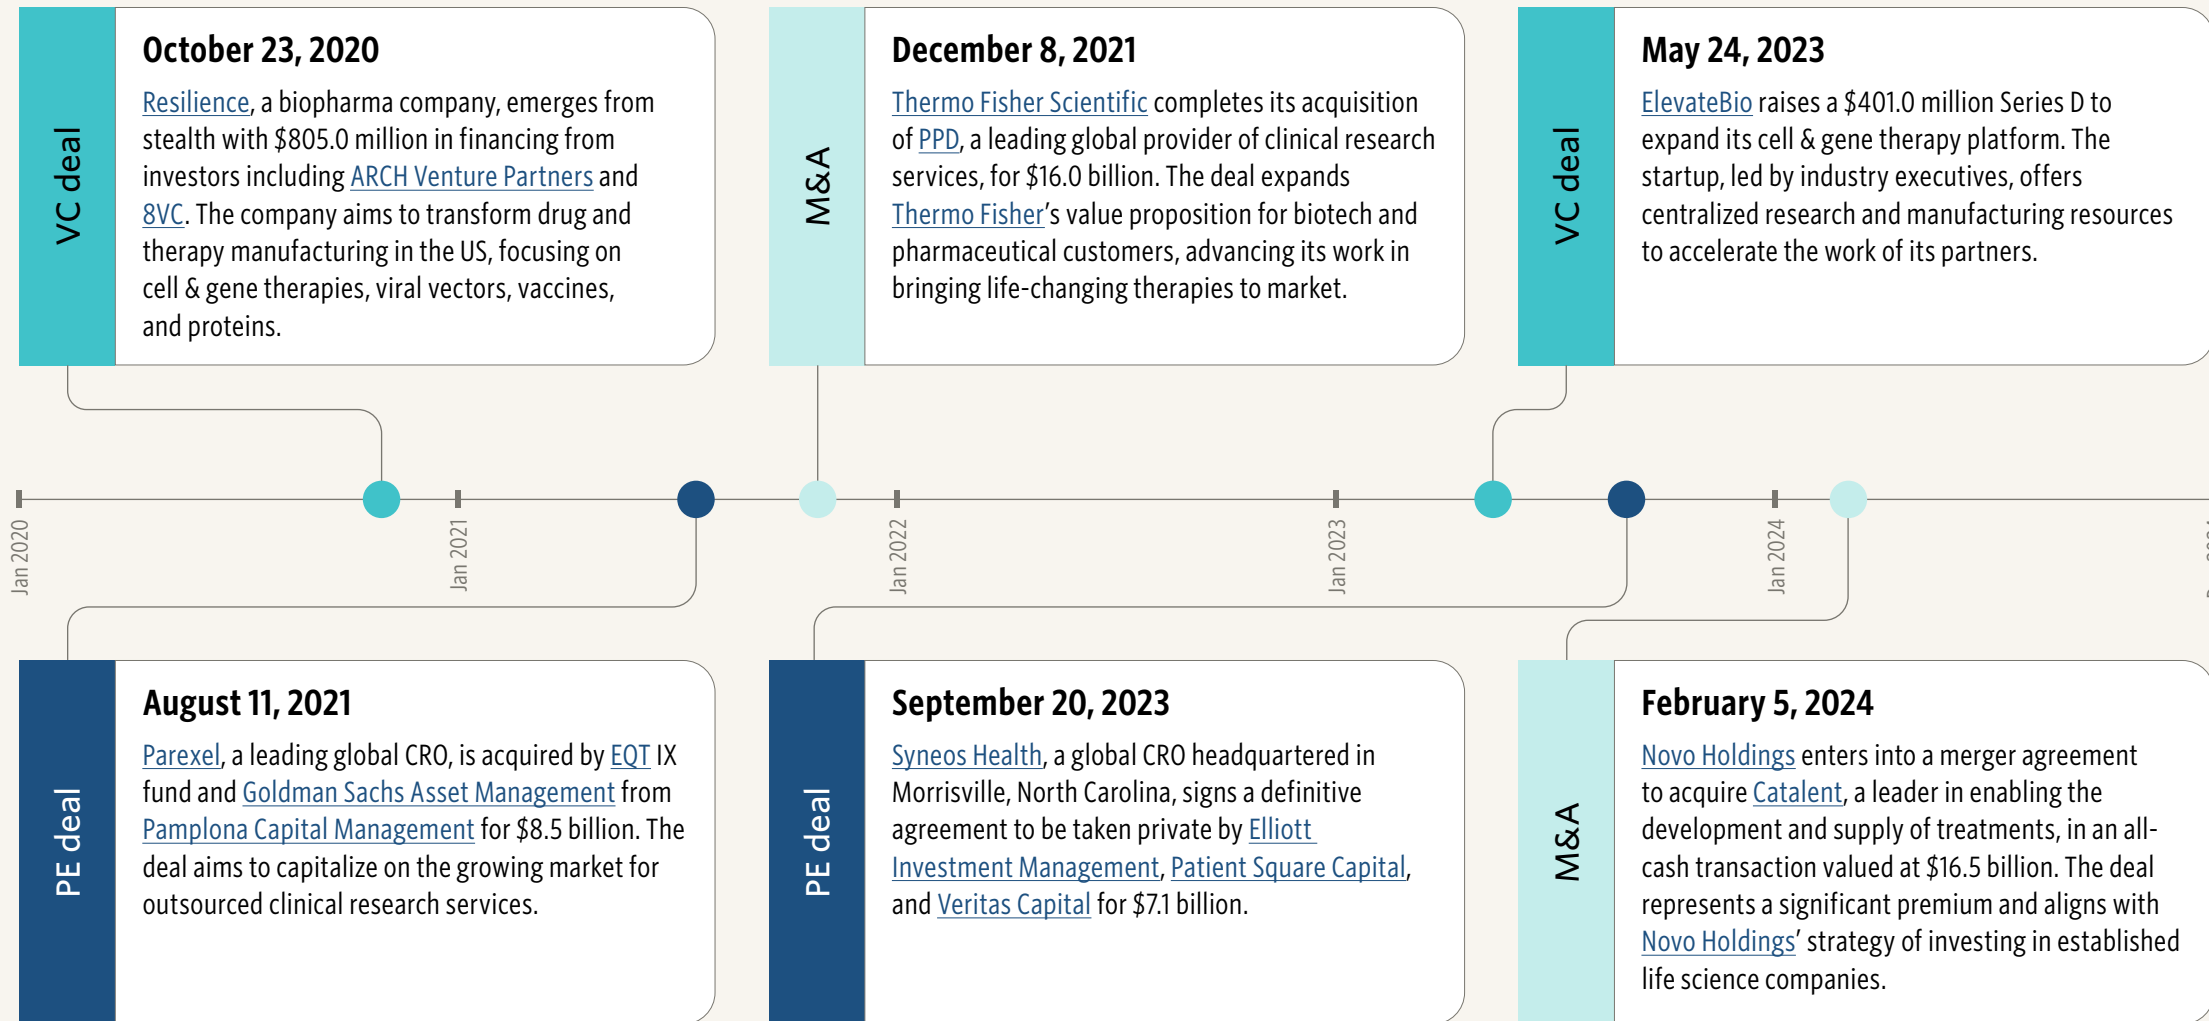 VC deal
October 23, 2020
Resilience, a biopharma company, emerges from
stealth with $805.0 million in financing from
investors including ARCH Venture Partners and
8VC. The company aims to transform drug and
therapy manufacturing in the US, focusing on
cell & gene therapies, viral vectors, vaccines,
and proteins.
M&A
December 8, 2021
Thermo Fisher Scientific completes its acquisition
of PPD, a leading global provider of clinical research
services, for $16.0 billion. The deal expands
Thermo Fisher's value proposition for biotech and
pharmaceutical customers, advancing its work in
bringing life-changing therapies to market.
VC deal
May 24, 2023
ElevateBio raises a $401.0 million Series D to
expand its cell & gene therapy platform. The
startup, led by industry executives, offers
centralized research and manufacturing resources
to accelerate the work of its partners.
Jan 2020
Jan 2021
Jan 2022
Jan 2023
Jan 2024
PE deal
August 11, 2021
Parexel, a leading global CRO, is acquired by EQT IX
fund and Goldman Sachs Asset Management from
Pamplona Capital Management for $8.5 billion. The
deal aims to capitalize on the growing market for
outsourced clinical research services.
PE deal
September 20, 2023
Syneos Health, a global CRO headquartered in
Morrisville, North Carolina, signs a definitive
agreement to be taken private by Elliott
Investment Management, Patient Square Capital,
and Veritas Capital for $7.1 billion.
M&A
February 5, 2024
Novo Holdings enters into a merger agreement
to acquire Catalent, a leader in enabling the
development and supply of treatments, in an all-
cash transaction valued at $16.5 billion. The deal
represents a significant premium and aligns with
Novo Holdings' strategy of investing in established
life science companies.